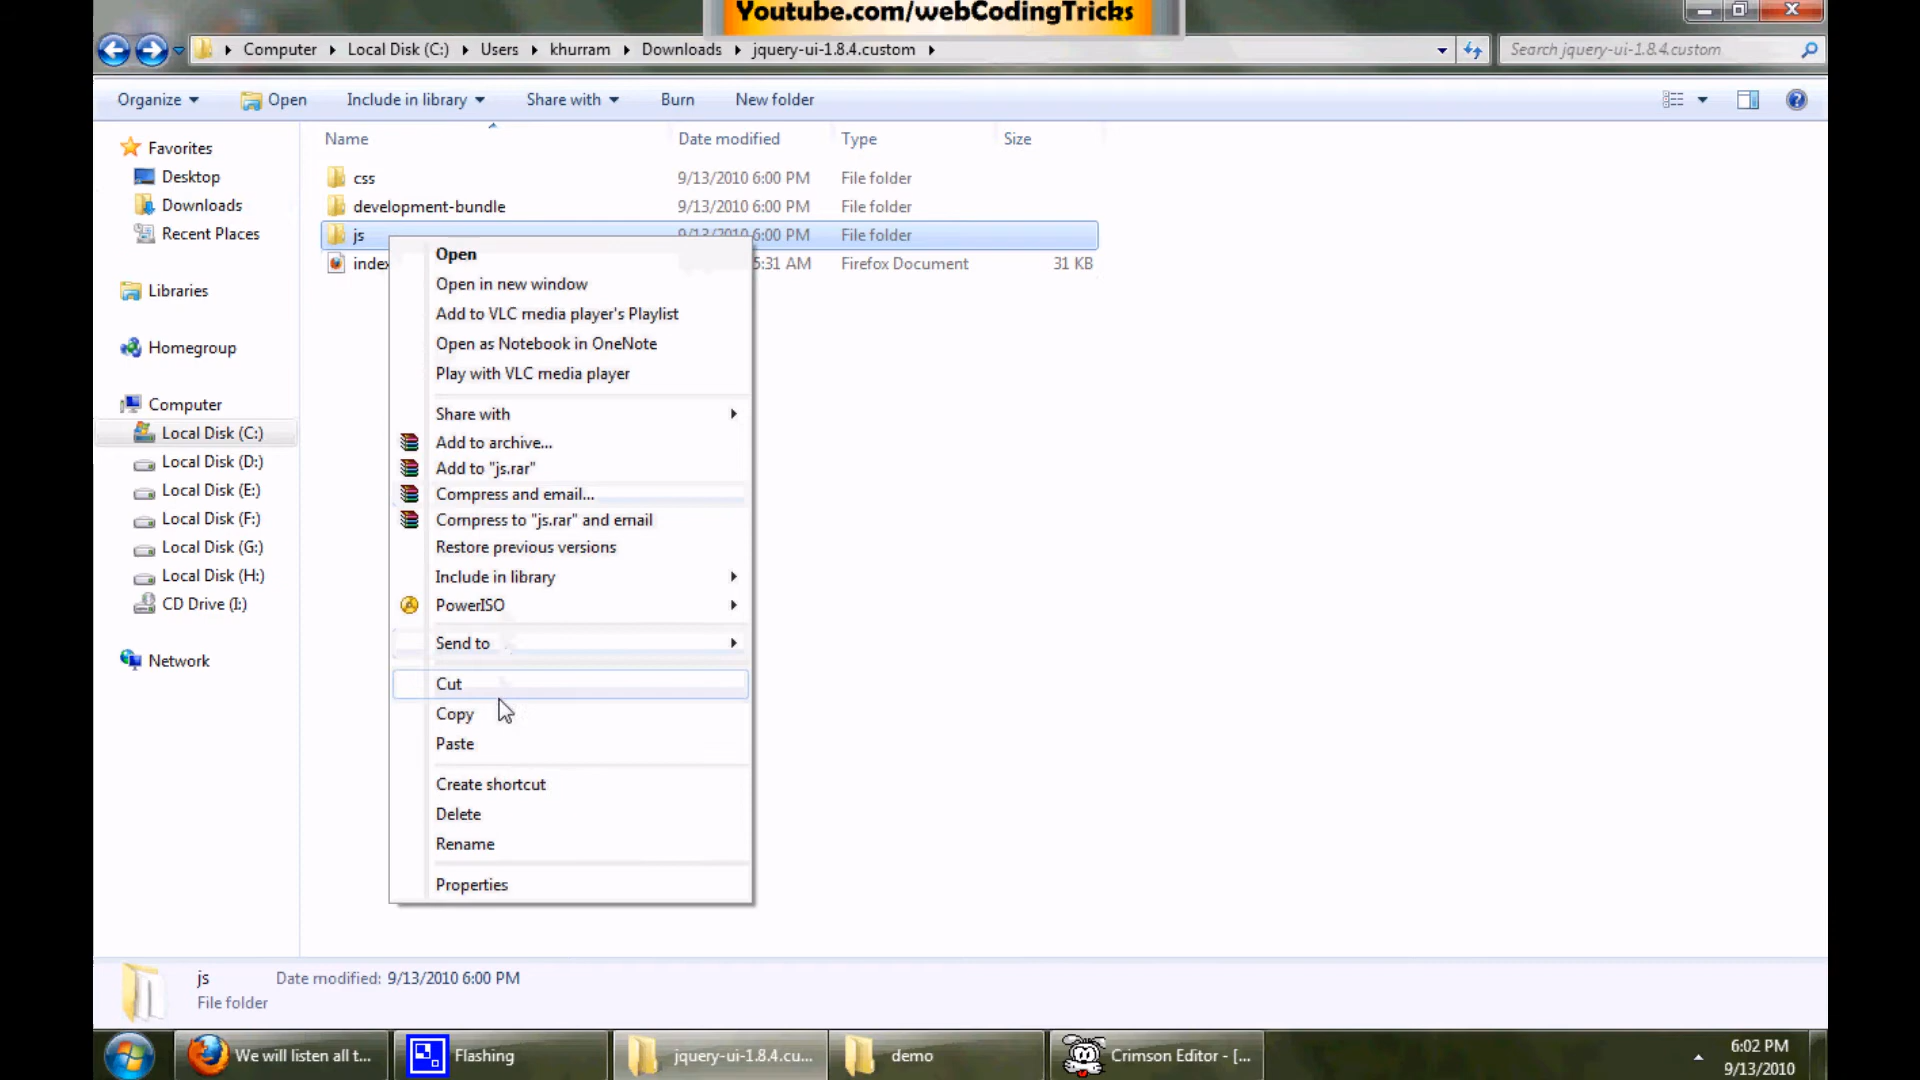 Youtube.com/webCodingTricks
Computer Local Disk (C:) Users khurram Downloads jquery-ui-1.8.4.custom
Search jquery-ui-1.8.4.custom
Organize Open Include in library Share with Burn New folder
Name Date modified Type Size
css 9/13/2010 6:00 PM File folder
development-bundle 9/13/2010 6:00 PM File folder
js 9/13/2010 6:00 PM File folder
index 5:31 AM Firefox Document 31 KB
Favorites
Desktop
Downloads
Recent Places
Libraries
Homegroup
Computer
Local Disk (C:)
Local Disk (D:)
Local Disk (E:)
Local Disk (F:)
Local Disk (G:)
Local Disk (H:)
CD Drive (I:)
Network
Open
Open in new window
Add to VLC media player's Playlist
Open as Notebook in OneNote
Play with VLC media player
Share with
Add to archive...
Add to "js.rar"
Compress and email...
Compress to "js.rar" and email
Restore previous versions
Include in library
PowerISO
Send to
Cut
Copy
Paste
Create shortcut
Delete
Rename
Properties
js Date modified: 9/13/2010 6:00 PM
File folder
We will listen all t...
Flashing
jquery-ui-1.8.4.cu...
demo
Crimson Editor - [...
6:02 PM
9/13/2010